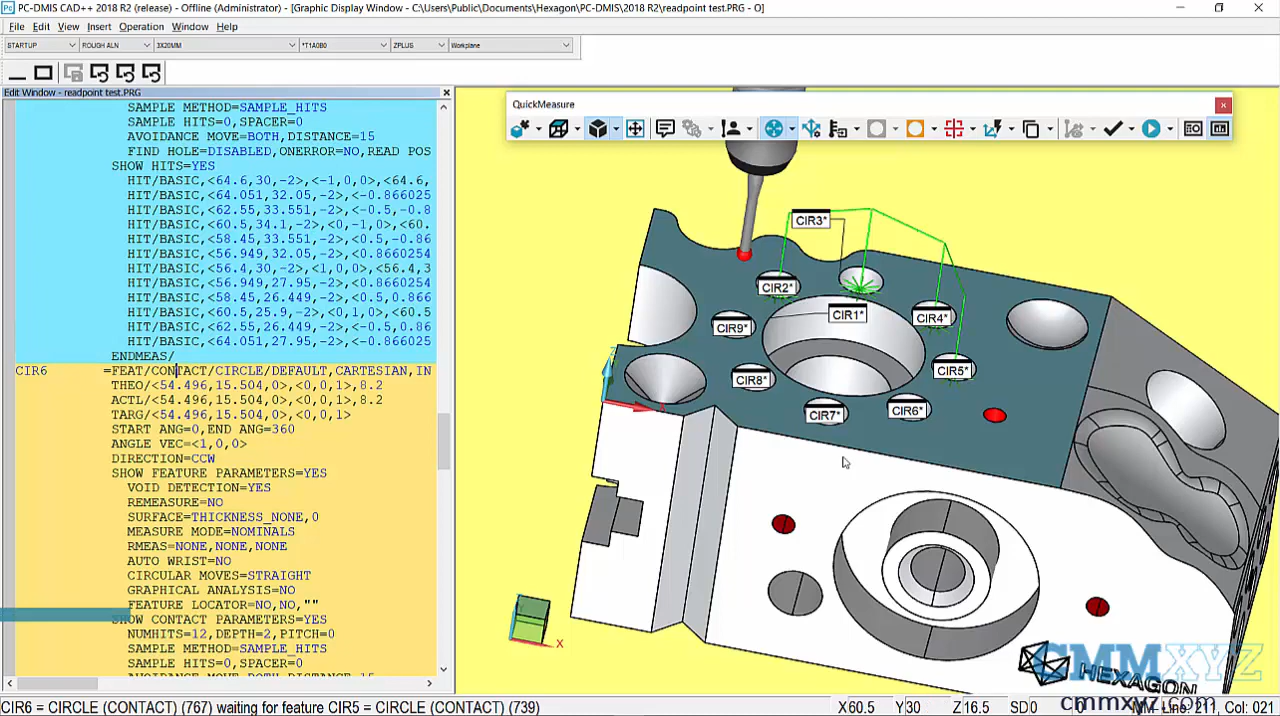 PC-DMIS CAD++ 2018 R2 (release) - Offline (Administrator) - [Graphic Display Window - C:\Users\Public\Documents\Hexagon\PC-DMIS\2018 R2\readpoint test.PRG - O]
File Edit View Insert Operation Window Help
STARTUP ROUGH ALN 3X20MM *T1A0B0 ZPLUS Workplane
Edit Window - readpoint test.PRG
SAMPLE METHOD=SAMPLE_HITS
SAMPLE HITS=0,SPACER=0
AVOIDANCE MOVE=BOTH,DISTANCE=15
FIND HOLE=DISABLED,ONERROR=NO,READ POS
SHOW HITS=YES
HIT/BASIC,<64.6,30,-2>,<-1,0,0>,<64.6,
HIT/BASIC,<64.051,32.05,-2>,<-0.866025
HIT/BASIC,<62.55,33.551,-2>,<-0.5,-0.8
HIT/BASIC,<60.5,34.1,-2>,<0,-1,0>,<60.
HIT/BASIC,<58.45,33.551,-2>,<0.5,-0.86
HIT/BASIC,<56.949,32.05,-2>,<0.8660254
HIT/BASIC,<56.4,30,-2>,<1,0,0>,<56.4,3
HIT/BASIC,<56.949,27.95,-2>,<0.8660254
HIT/BASIC,<58.45,26.449,-2>,<0.5,0.866
HIT/BASIC,<60.5,25.9,-2>,<0,1,0>,<60.5
HIT/BASIC,<62.55,26.449,-2>,<-0.5,0.86
HIT/BASIC,<64.051,27.95,-2>,<-0.866025
ENDMEAS/
CIR6 =FEAT/CONTACT/CIRCLE/DEFAULT,CARTESIAN,IN
THEO/<54.496,15.504,0>,<0,0,1>,8.2
ACTL/<54.496,15.504,0>,<0,0,1>,8.2
TARG/<54.496,15.504,0>,<0,0,1>
START ANG=0,END ANG=360
ANGLE VEC=<1,0,0>
DIRECTION=CCW
SHOW FEATURE PARAMETERS=YES
VOID DETECTION=YES
REMEASURE=NO
SURFACE=THICKNESS_NONE,0
MEASURE MODE=NOMINALS
RMEAS=NONE,NONE,NONE
AUTO WRIST=NO
CIRCULAR MOVES=STRAIGHT
GRAPHICAL ANALYSIS=NO
FEATURE LOCATOR=NO,NO,""
SHOW CONTACT PARAMETERS=YES
NUMHITS=12,DEPTH=2,PITCH=0
SAMPLE METHOD=SAMPLE_HITS
SAMPLE HITS=0,SPACER=0
QuickMeasure
CIR3*
CIR2*
CIR1*
CIR4*
CIR9*
CIR5*
CIR8*
CIR7*
CIR6*
X
CMMXYZ
HEXAGON
cmmxyz.com
CIR6 = CIRCLE (CONTACT) (767) waiting for feature CIR5 = CIRCLE (CONTACT) (739) X60.5 Y30 Z16.5 SD0 Line: 211, Col: 021